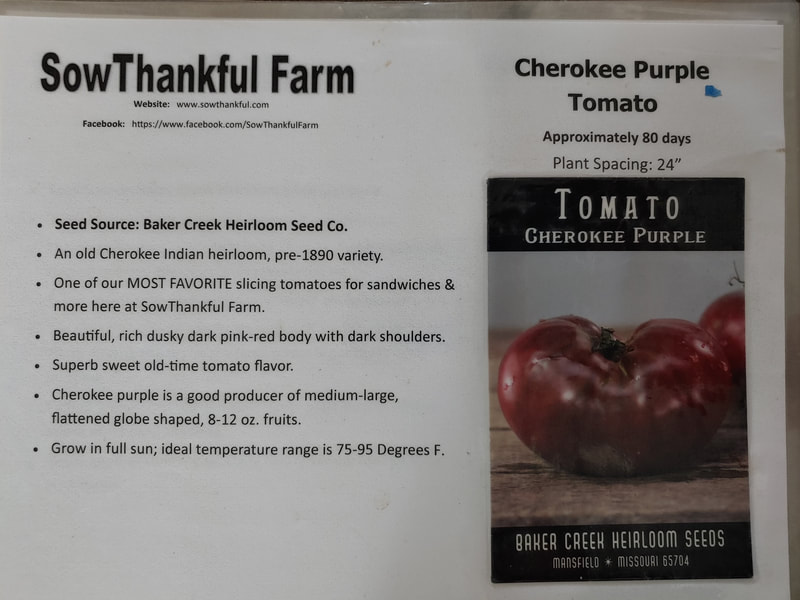 SowThankful Farm
Website: www.sowthankful.com
Facebook: https://www.facebook.com/SowThankfulFarm
Cherokee Purple
Tomato
Approximately 80 days
Plant Spacing: 24”
• Seed Source: Baker Creek Heirloom Seed Co.
• An old Cherokee Indian heirloom, pre-1890 variety.
• One of our MOST FAVORITE slicing tomatoes for sandwiches &
more here at SowThankful Farm.
• Beautiful, rich dusky dark pink-red body with dark shoulders.
• Superb sweet old-time tomato flavor.
• Cherokee purple is a good producer of medium-large,
flattened globe shaped, 8-12 oz. fruits.
• Grow in full sun; ideal temperature range is 75-95 Degrees F.
TOMATO
CHEROKEE PURPLE
BAKER CREEK HEIRLOOM SEEDS
MANSFIELD * MISSOURI 65704